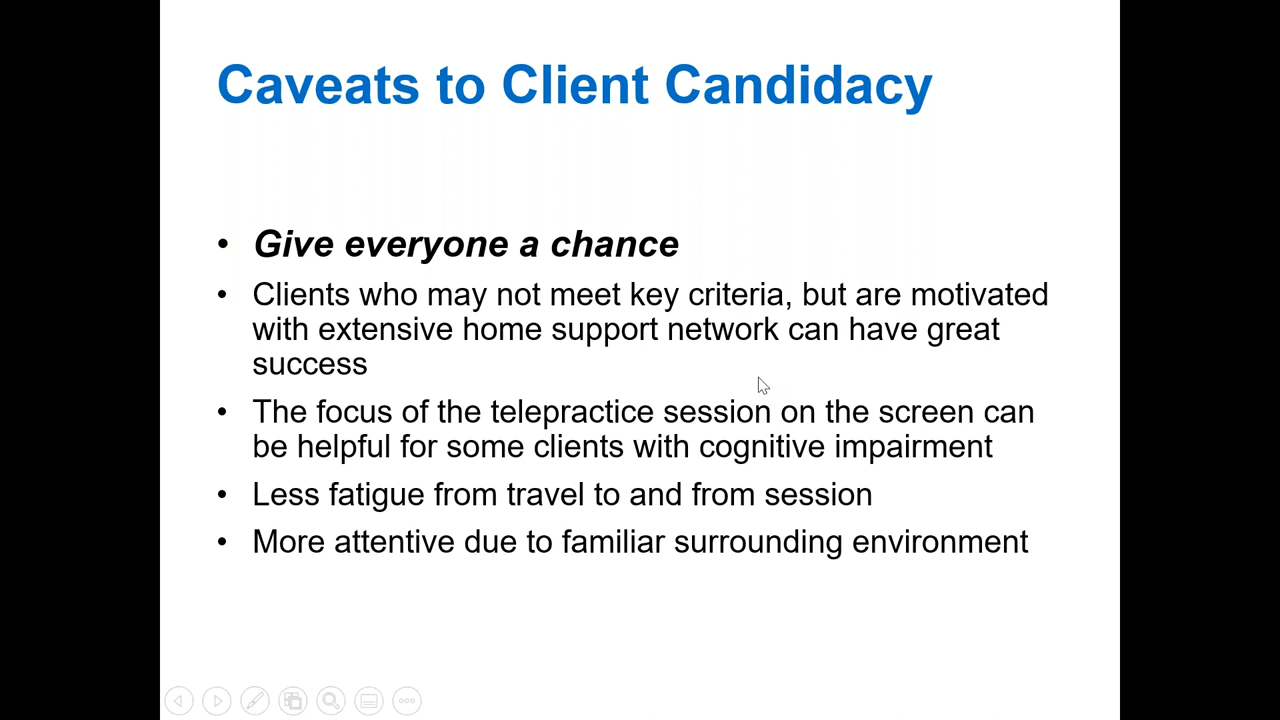 Caveats to Client Candidacy
• Give everyone a chance
• Clients who may not meet key criteria, but are motivated
with extensive home support network can have great
success
• The focus of the telepractice session on the screen can
be helpful for some clients with cognitive impairment
• Less fatigue from travel to and from session
• More attentive due to familiar surrounding environment